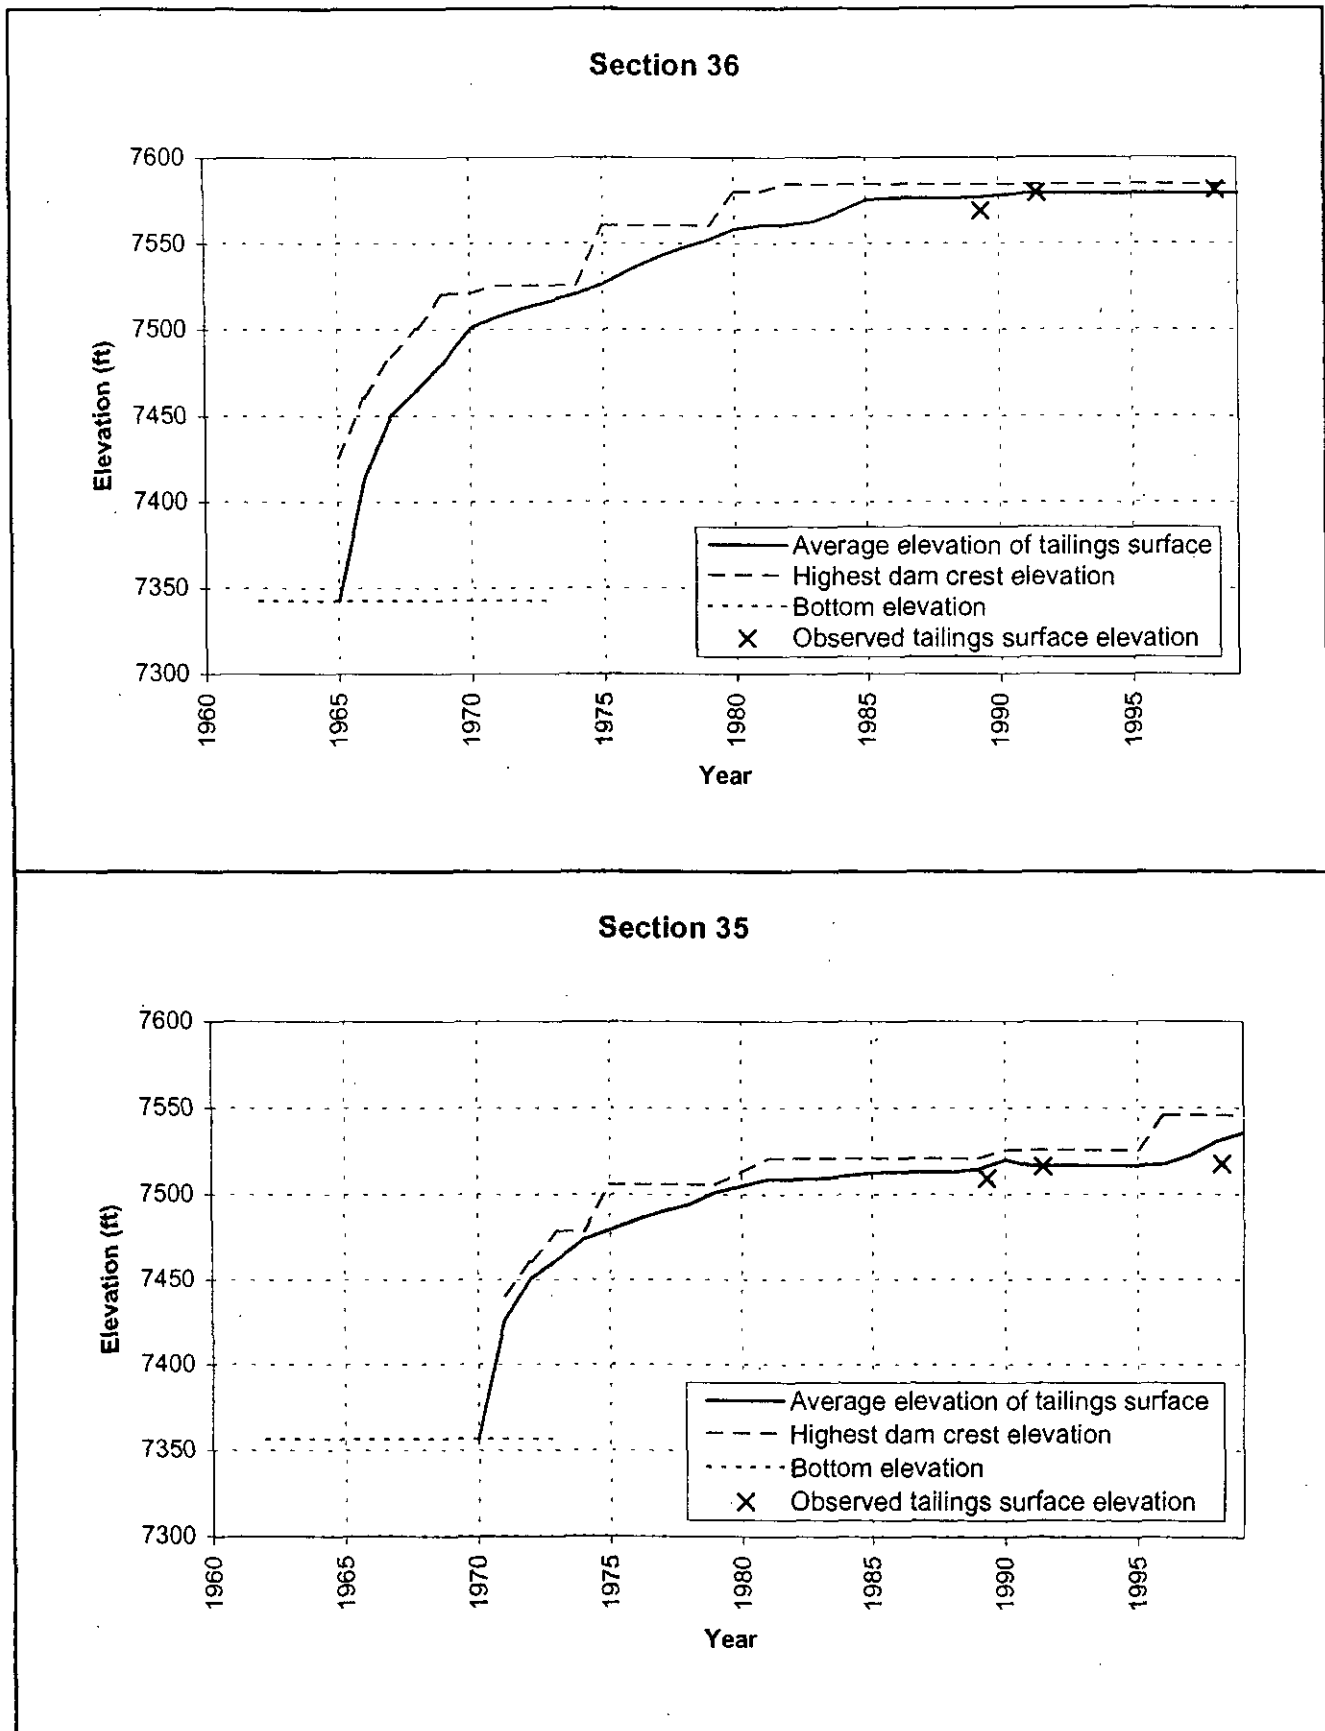 Section 36
7600
7550
7500
7450
7400
7350
7300
Elevation (ft)
Average elevation of tailings surface
Highest dam crest elevation
Bottom elevation
Observed tailings surface elevation
1960
1965
1970
1975
1980
1985
1990
1995
Year
Section 35
7600
7550
7500
7450
7400
7350
7300
Elevation (ft)
Average elevation of tailings surface
Highest dam crest elevation
Bottom elevation
Observed tailings surface elevation
1960
1965
1970
1975
1980
1985
1990
1995
Year